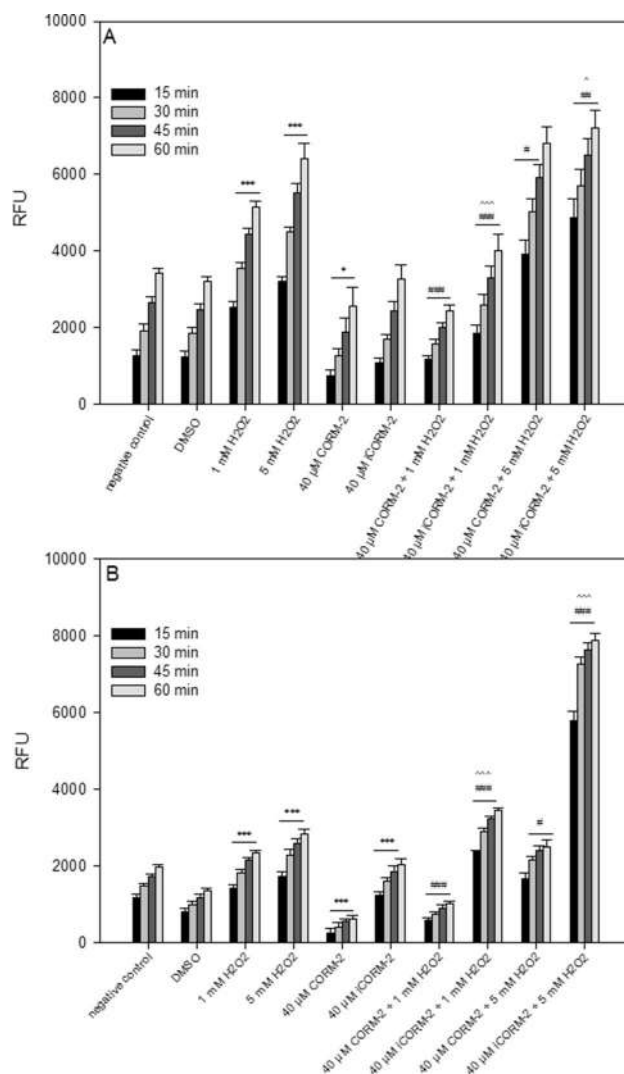 A
15 min
30 min
45 min
60 min
RFU
10000
8000
6000
4000
2000
0
***
***
*
###
^^^
###
#
^
##
negative control
DMSO
1 mM H2O2
5 mM H2O2
40 µM CORM-2
40 µM iCORM-2
40 µM CORM-2 + 1 mM H2O2
40 µM iCORM-2 + 1 mM H2O2
40 µM CORM-2 + 5 mM H2O2
40 µM iCORM-2 + 5 mM H2O2
B
15 min
30 min
45 min
60 min
RFU
10000
8000
6000
4000
2000
0
***
***
***
***
###
^^^
###
#
^^^
###
negative control
DMSO
1 mM H2O2
5 mM H2O2
40 µM CORM-2
40 µM iCORM-2
40 µM CORM-2 + 1 mM H2O2
40 µM iCORM-2 + 1 mM H2O2
40 µM CORM-2 + 5 mM H2O2
40 µM iCORM-2 + 5 mM H2O2